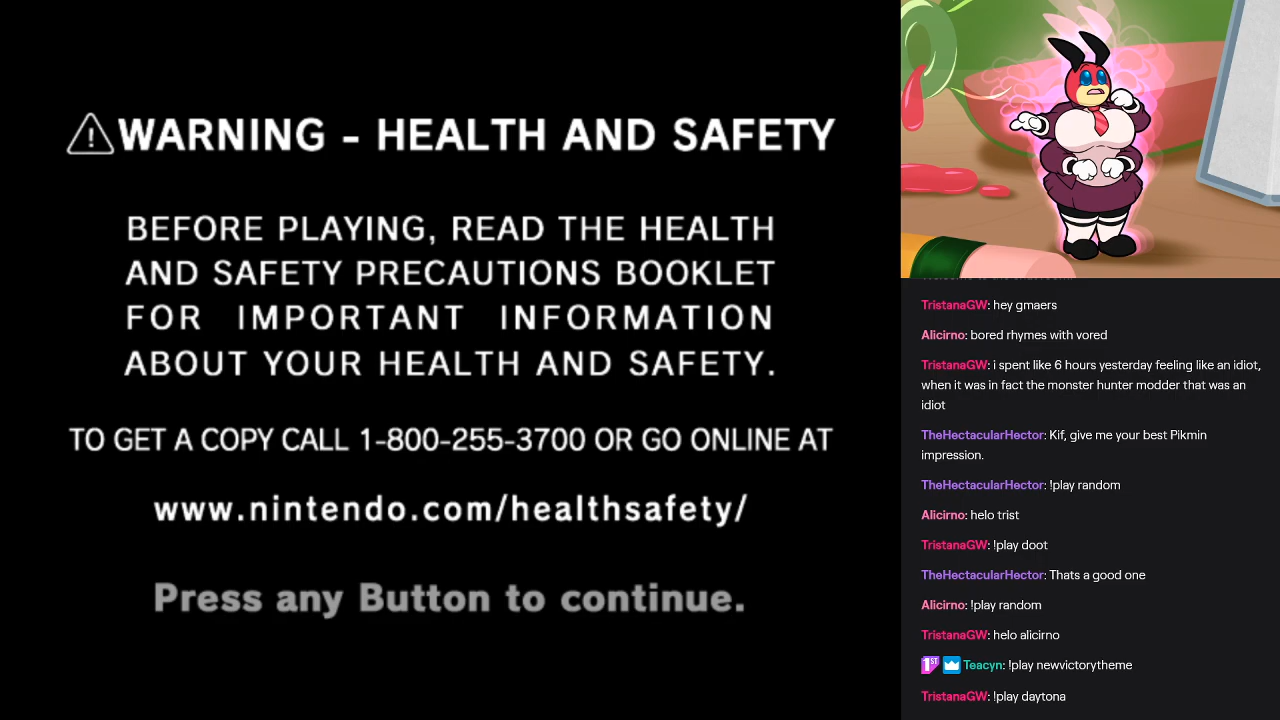 WARNING - HEALTH AND SAFETY
BEFORE PLAYING, READ THE HEALTH
AND SAFETY PRECAUTIONS BOOKLET
FOR IMPORTANT INFORMATION
ABOUT YOUR HEALTH AND SAFETY.
TO GET A COPY CALL 1-800-255-3700 OR GO ONLINE AT
www.nintendo.com/healthsafety/
Press any Button to continue.
TristanaGW: hey gmaers
Alicirno: bored rhymes with vored
TristanaGW: i spent like 6 hours yesterday feeling like an idiot,
when it was in fact the monster hunter modder that was an
idiot
TheHectacularHector: Kif, give me your best Pikmin
impression.
TheHectacularHector: !play random
Alicirno: helo trist
TristanaGW: !play doot
TheHectacularHector: Thats a good one
Alicirno: !play random
TristanaGW: helo alicirno
1ST Teacyn: !play newvictorytheme
TristanaGW: !play daytona